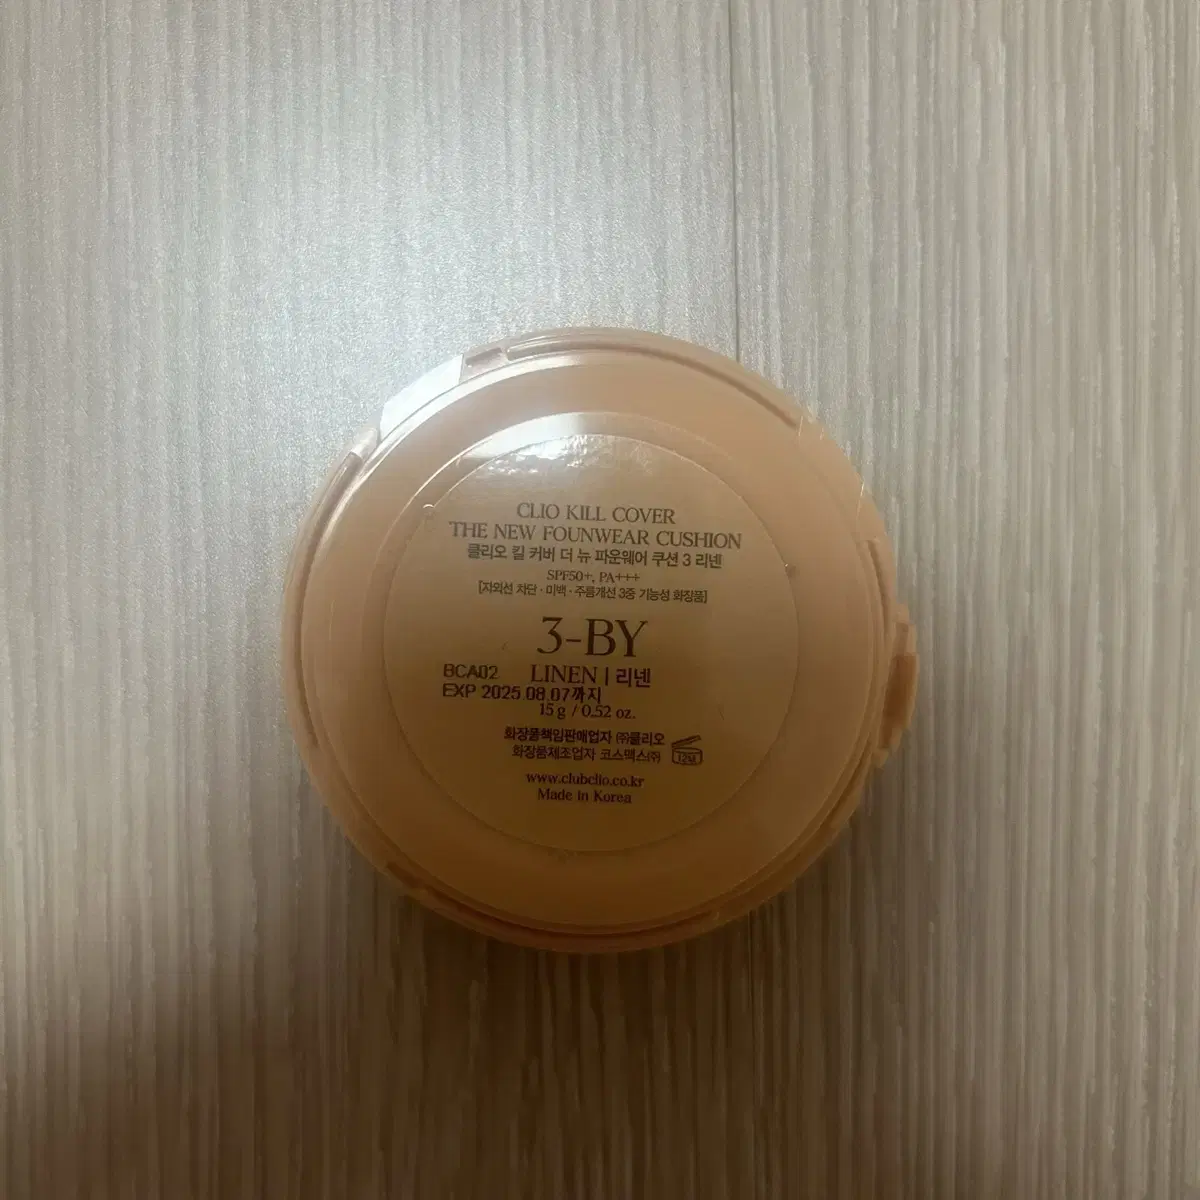 CLIO KILL COVER
THE NEW FOUNWEAR CUSHION
클리오 킬 커버 더 뉴 파운웨어 쿠션 3 리넨
SPF50+, PA+++
[자외선 차단 · 미백 · 주름개선 3중 기능성 화장품]
3-BY
BCA02 LINEN | 리넨
EXP 2025.08.07까지
15 g / 0.52 oz.
화장품책임판매업자 ㈜클리오
화장품제조업자 코스맥스㈜
12M
www.clubclio.co.kr
Made in Korea